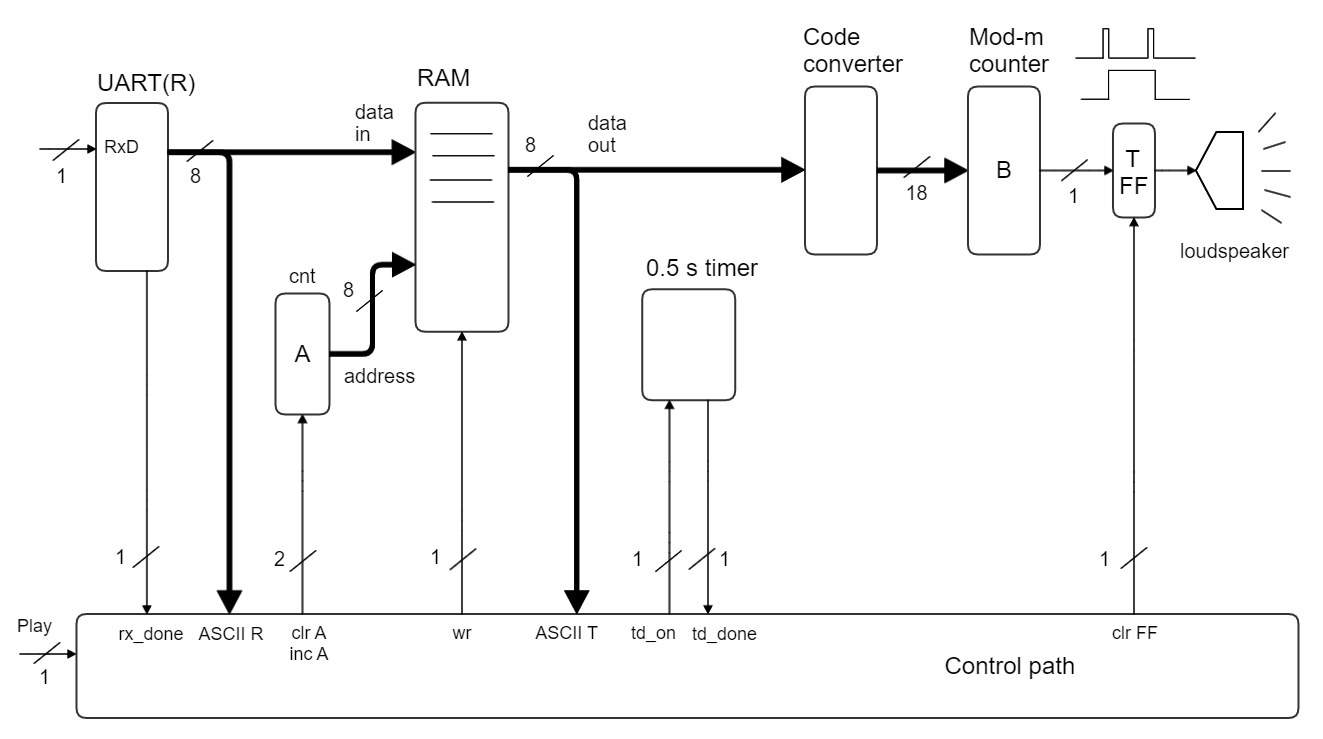 Code
converter
Mod-m
counter
UART(R)
RAM
data
in
data
out
RxD
8
T
FF
1
8
B
A
18
1
loudspeaker
0.5 s timer
cnt
8
address
1
2
1
1
1
1
Play
1
rx_done
ASCII R
clr A
inc A
wr
ASCII T
td_on
td_done
clr FF
Control path